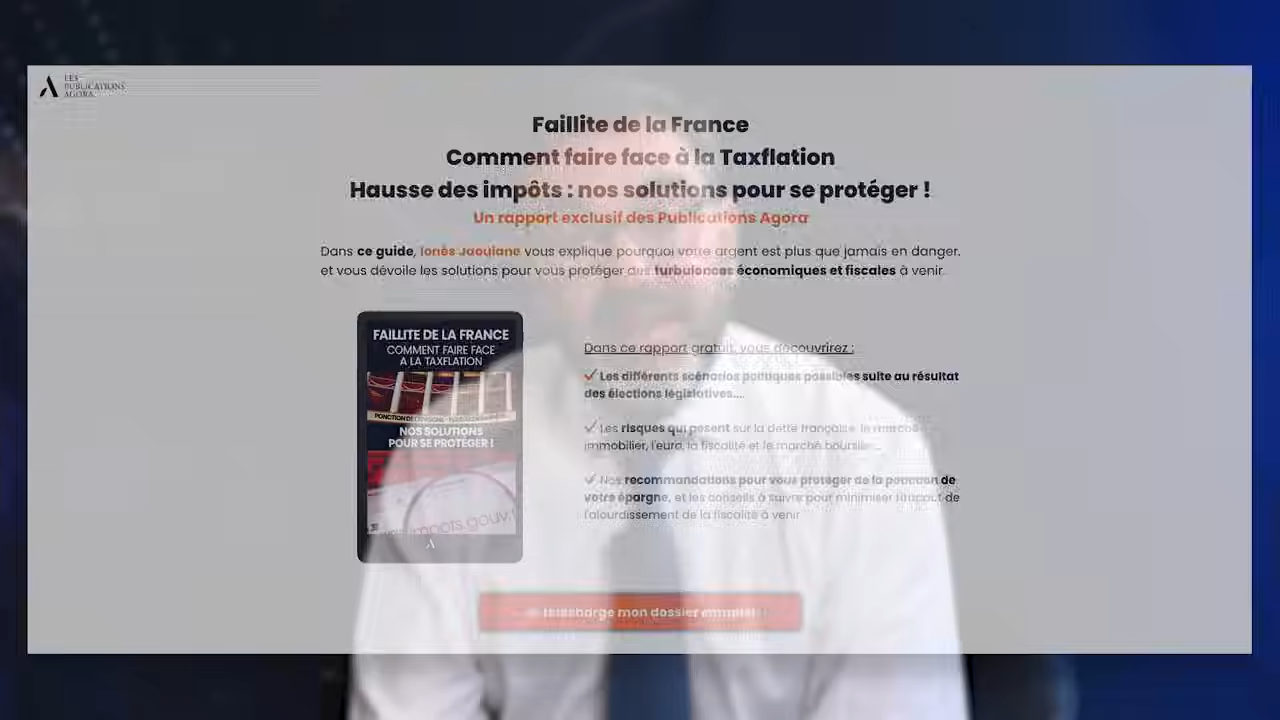 LES
PUBLICATIONS
AGORA
Faillite de la France
Comment faire face à la Taxflation
Hausse des impôts : nos solutions pour se protéger !
Un rapport exclusif des Publications Agora
Dans ce guide, Ionès Jaoulane vous explique pourquoi votre argent est plus que jamais en danger.
et vous dévoile les solutions pour vous protéger des turbulences économiques et fiscales à venir.
FAILLITE DE LA FRANCE
COMMENT FAIRE FACE
A LA TAXFLATION
NOS SOLUTIONS
POUR SE PROTÉGER !
impots.gouv.
Dans ce rapport gratuit, vous découvrirez :
Les différents scénarios politiques possibles suite au résultat
des élections législatives....
Les risques qui pèsent sur la dette française, le marché
immobilier, l'euro, la fiscalité et le marché boursier...
Nos recommandations pour vous protéger de la ponction de
votre épargne, et les conseils à suivre pour minimiser l'impact de
l'alourdissement de la fiscalité à venir
télécharge mon dossier complet !